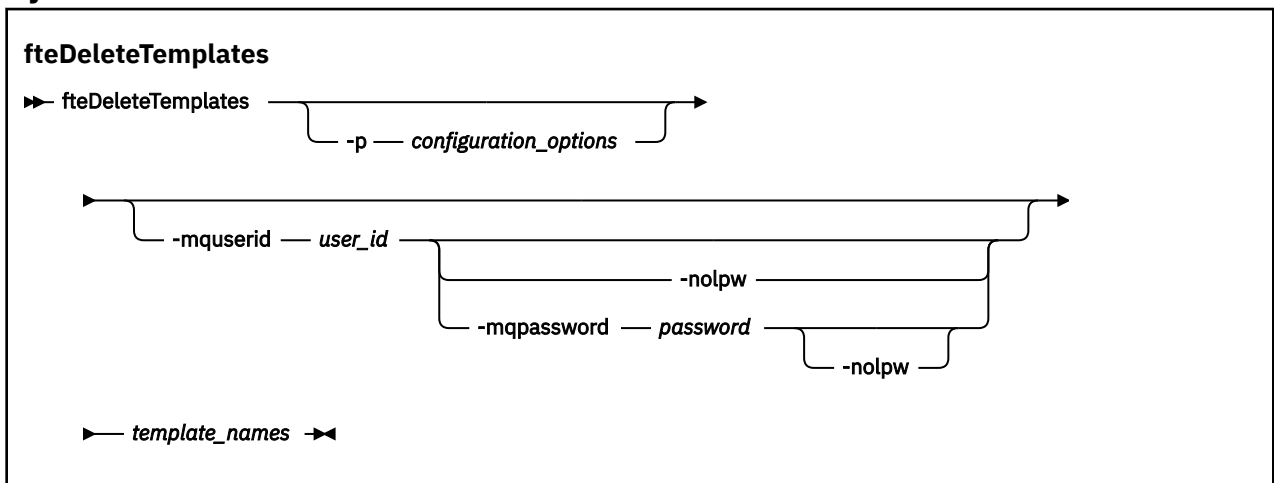 fteDeleteTemplates
fteDeleteTemplates
-p configuration_options
-mquserid user_id
-nolpw
-mqpassword password
-nolpw
template_names